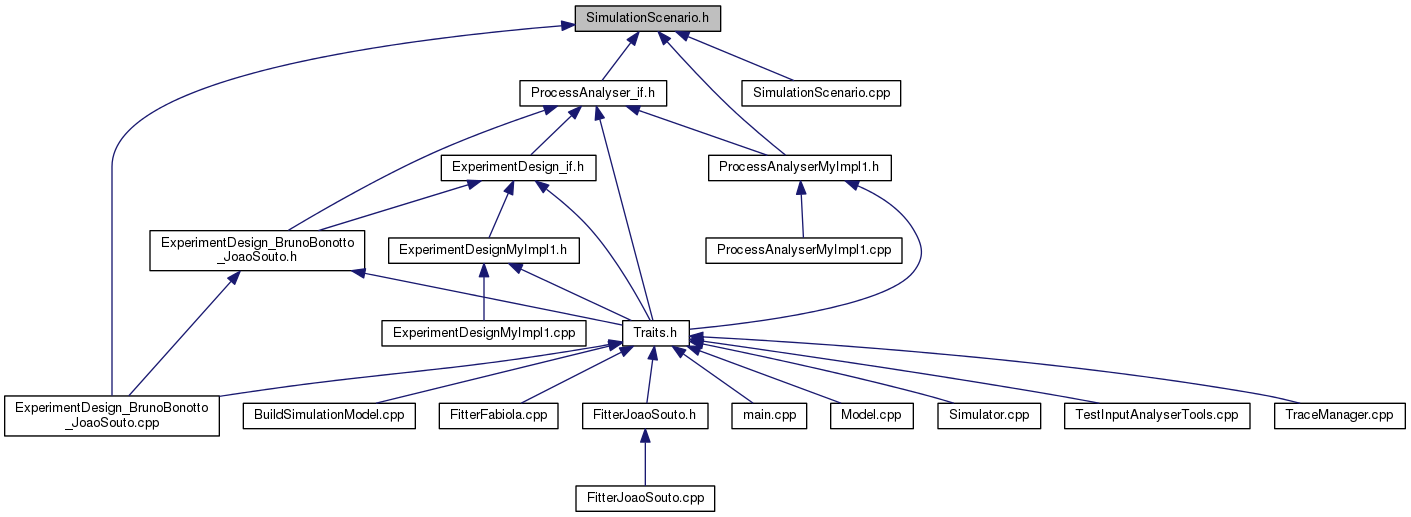 SimulationScenario.h
ProcessAnalyser_if.h
SimulationScenario.cpp
ExperimentDesign_if.h
ProcessAnalyserMyImpl1.h
ExperimentDesign_BrunoBonotto
_JoaoSouto.h
ExperimentDesignMyImpl1.h
ProcessAnalyserMyImpl1.cpp
ExperimentDesignMyImpl1.cpp
Traits.h
ExperimentDesign_BrunoBonotto
_JoaoSouto.cpp
BuildSimulationModel.cpp
FitterFabiola.cpp
FitterJoaoSouto.h
main.cpp
Model.cpp
Simulator.cpp
TestInputAnalyserTools.cpp
TraceManager.cpp
FitterJoaoSouto.cpp